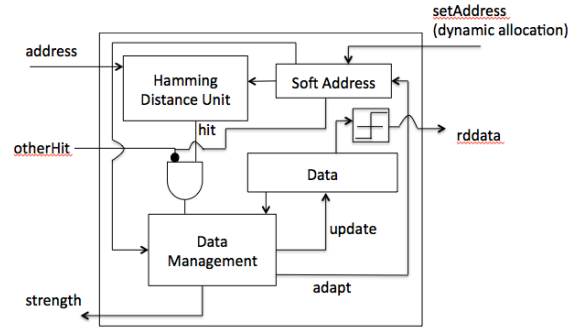 setAddress
(dynamic allocation)
address
Hamming
Distance Unit
Soft Address
hit
otherHit
rddata
Data
update
Data
Management
adapt
strength